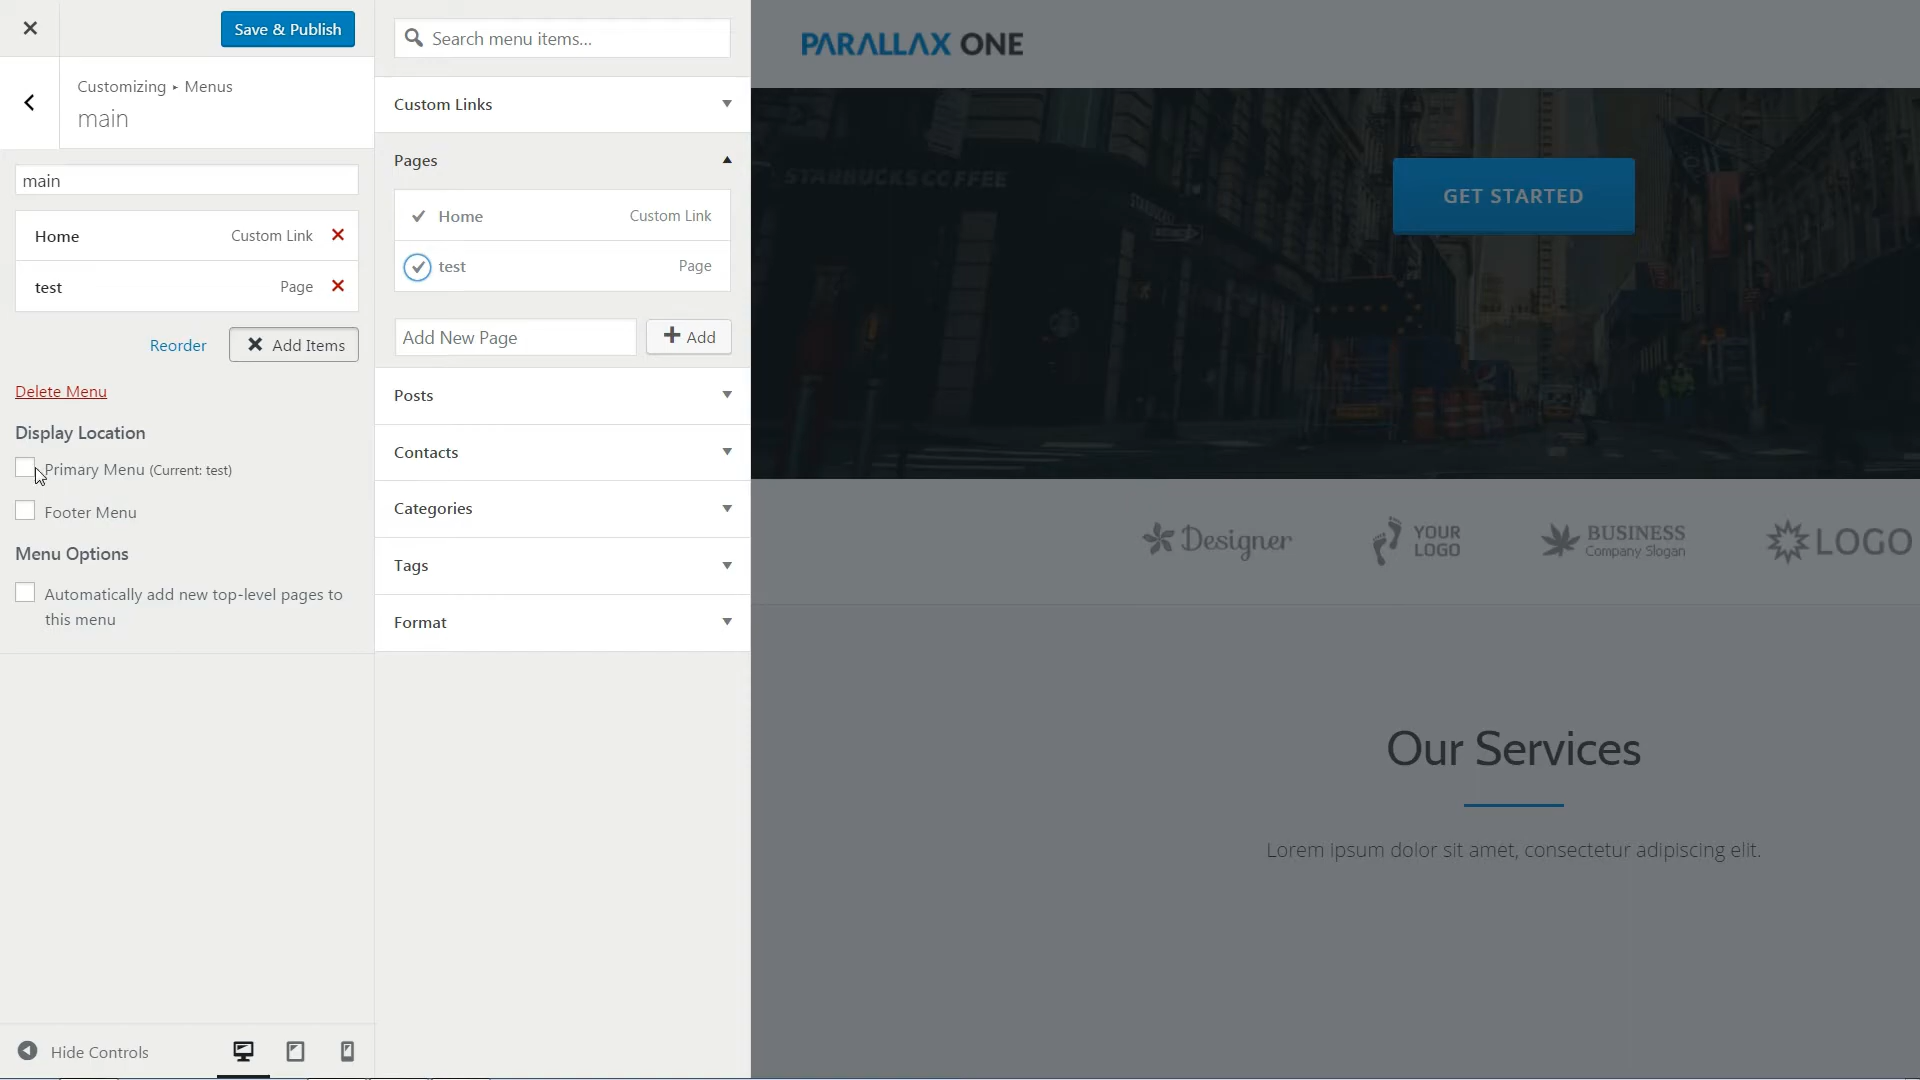 Save & Publish
Customizing ▸ Menus
main
main
Home Custom Link
test Page
Reorder Add Items
Delete Menu
Display Location
Primary Menu (Current: test)
Footer Menu
Menu Options
Automatically add new top-level pages to
this menu
Hide Controls
Search menu items...
Custom Links
Pages
Home Custom Link
test Page
Add New Page Add
Posts
Contacts
Categories
Tags
Format
PARALLAX ONE
STARBUCKS COFFEE
GET STARTED
Designer
YOUR
LOGO
BUSINESS
Company Slogan
LOGO
Our Services
Lorem ipsum dolor sit amet, consectetur adipiscing elit.